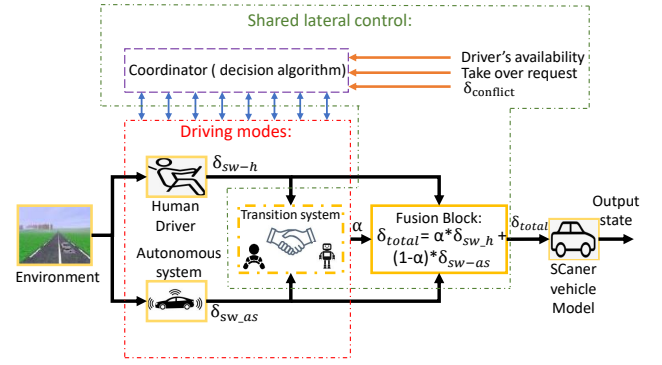 Shared lateral control:
Coordinator ( decision algorithm)
Driver's availability
Take over request
δconflict
Driving modes:
δsw−h
Human
Driver
Environment
Autonomous
system
δsw_as
Transition system
α
Fusion Block:
δtotal= α*δsw_h +
(1-α)*δsw−as
δtotal
SCaner
vehicle
Model
Output
state